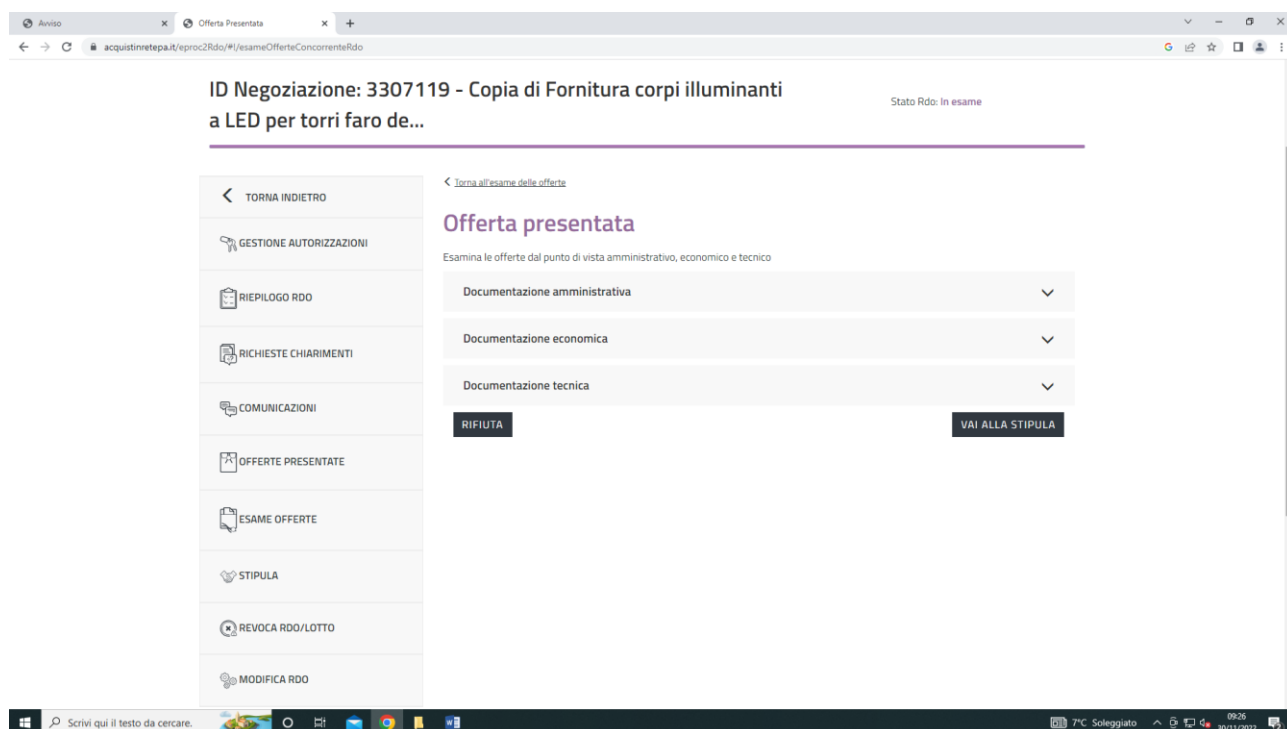 Avviso
Offerta Presentata
acquistinretepa.it/eproc2Rdo/#!/esameOfferteConcorrenteRdo
ID Negoziazione: 3307119 - Copia di Fornitura corpi illuminanti
a LED per torri faro de...
Stato Rdo: In esame
TORNA INDIETRO
GESTIONE AUTORIZZAZIONI
RIEPILOGO RDO
RICHIESTE CHIARIMENTI
COMUNICAZIONI
OFFERTE PRESENTATE
ESAME OFFERTE
STIPULA
REVOCA RDO/LOTTO
MODIFICA RDO
Torna all'esame delle offerte
Offerta presentata
Esamina le offerte dal punto di vista amministrativo, economico e tecnico
Documentazione amministrativa
Documentazione economica
Documentazione tecnica
RIFIUTA
VAI ALLA STIPULA
Scrivi qui il testo da cercare.
7°C Soleggiato
09:26
30/11/2022